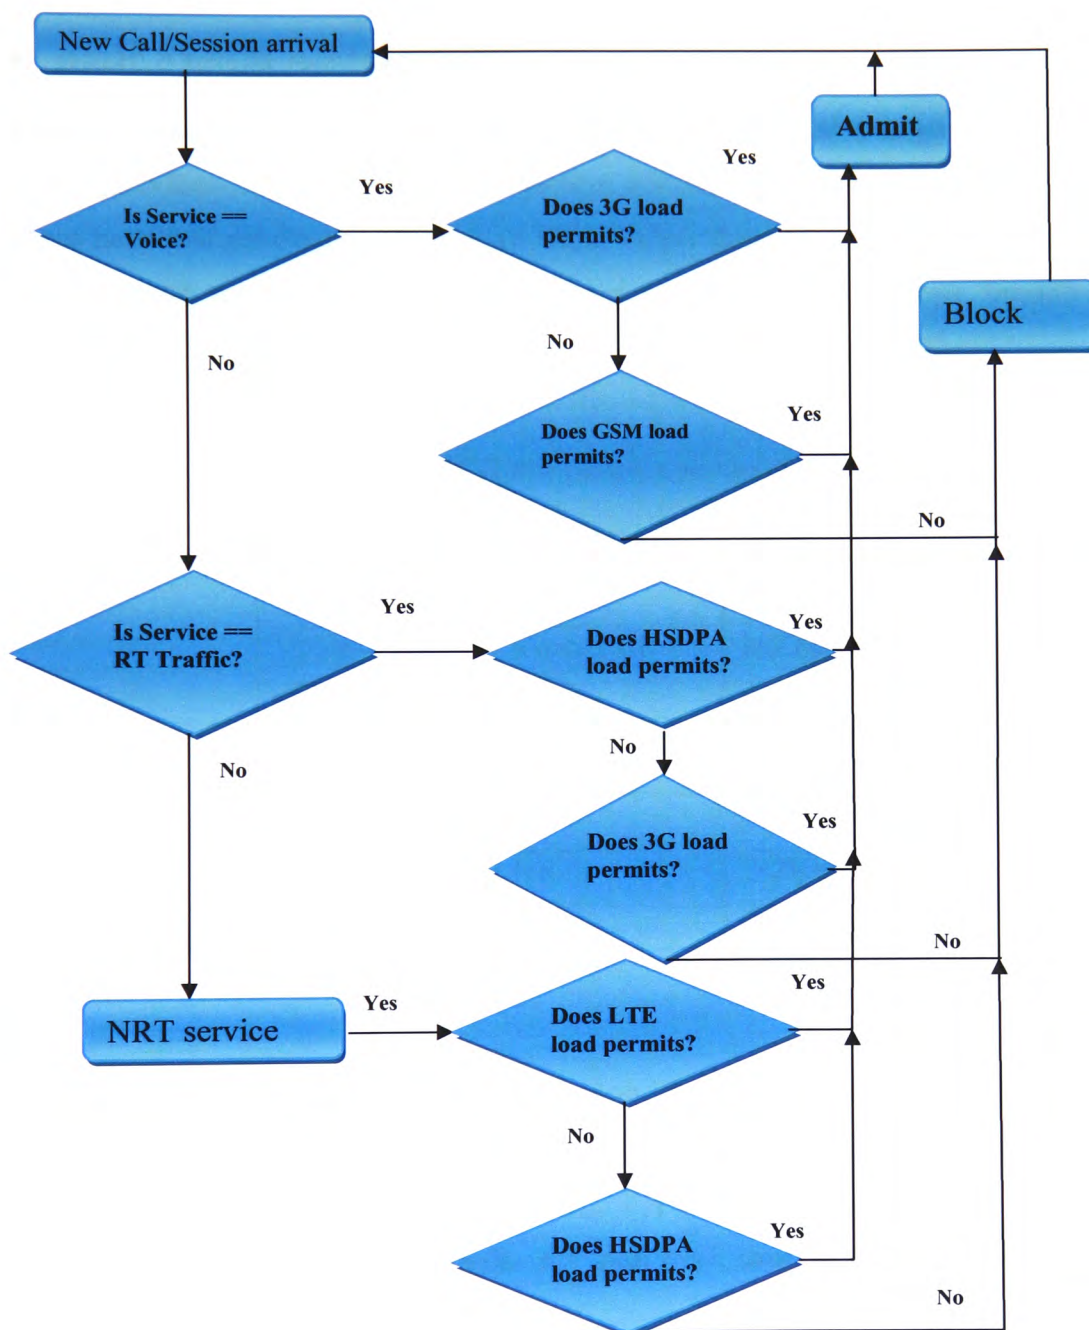 New Call/Session arrival
Admit
Yes
Yes
Is Service ==
Voice?
Does 3G load
permits?
Block
No
No
Yes
Does GSM load
permits?
No
Yes
Yes
Is Service ==
RT Traffic?
Does HSDPA
load permits?
No
No
Yes
Does 3G load
permits?
No
Yes
Yes
NRT service
Does LTE
load permits?
No
Yes
Does HSDPA
load permits?
No